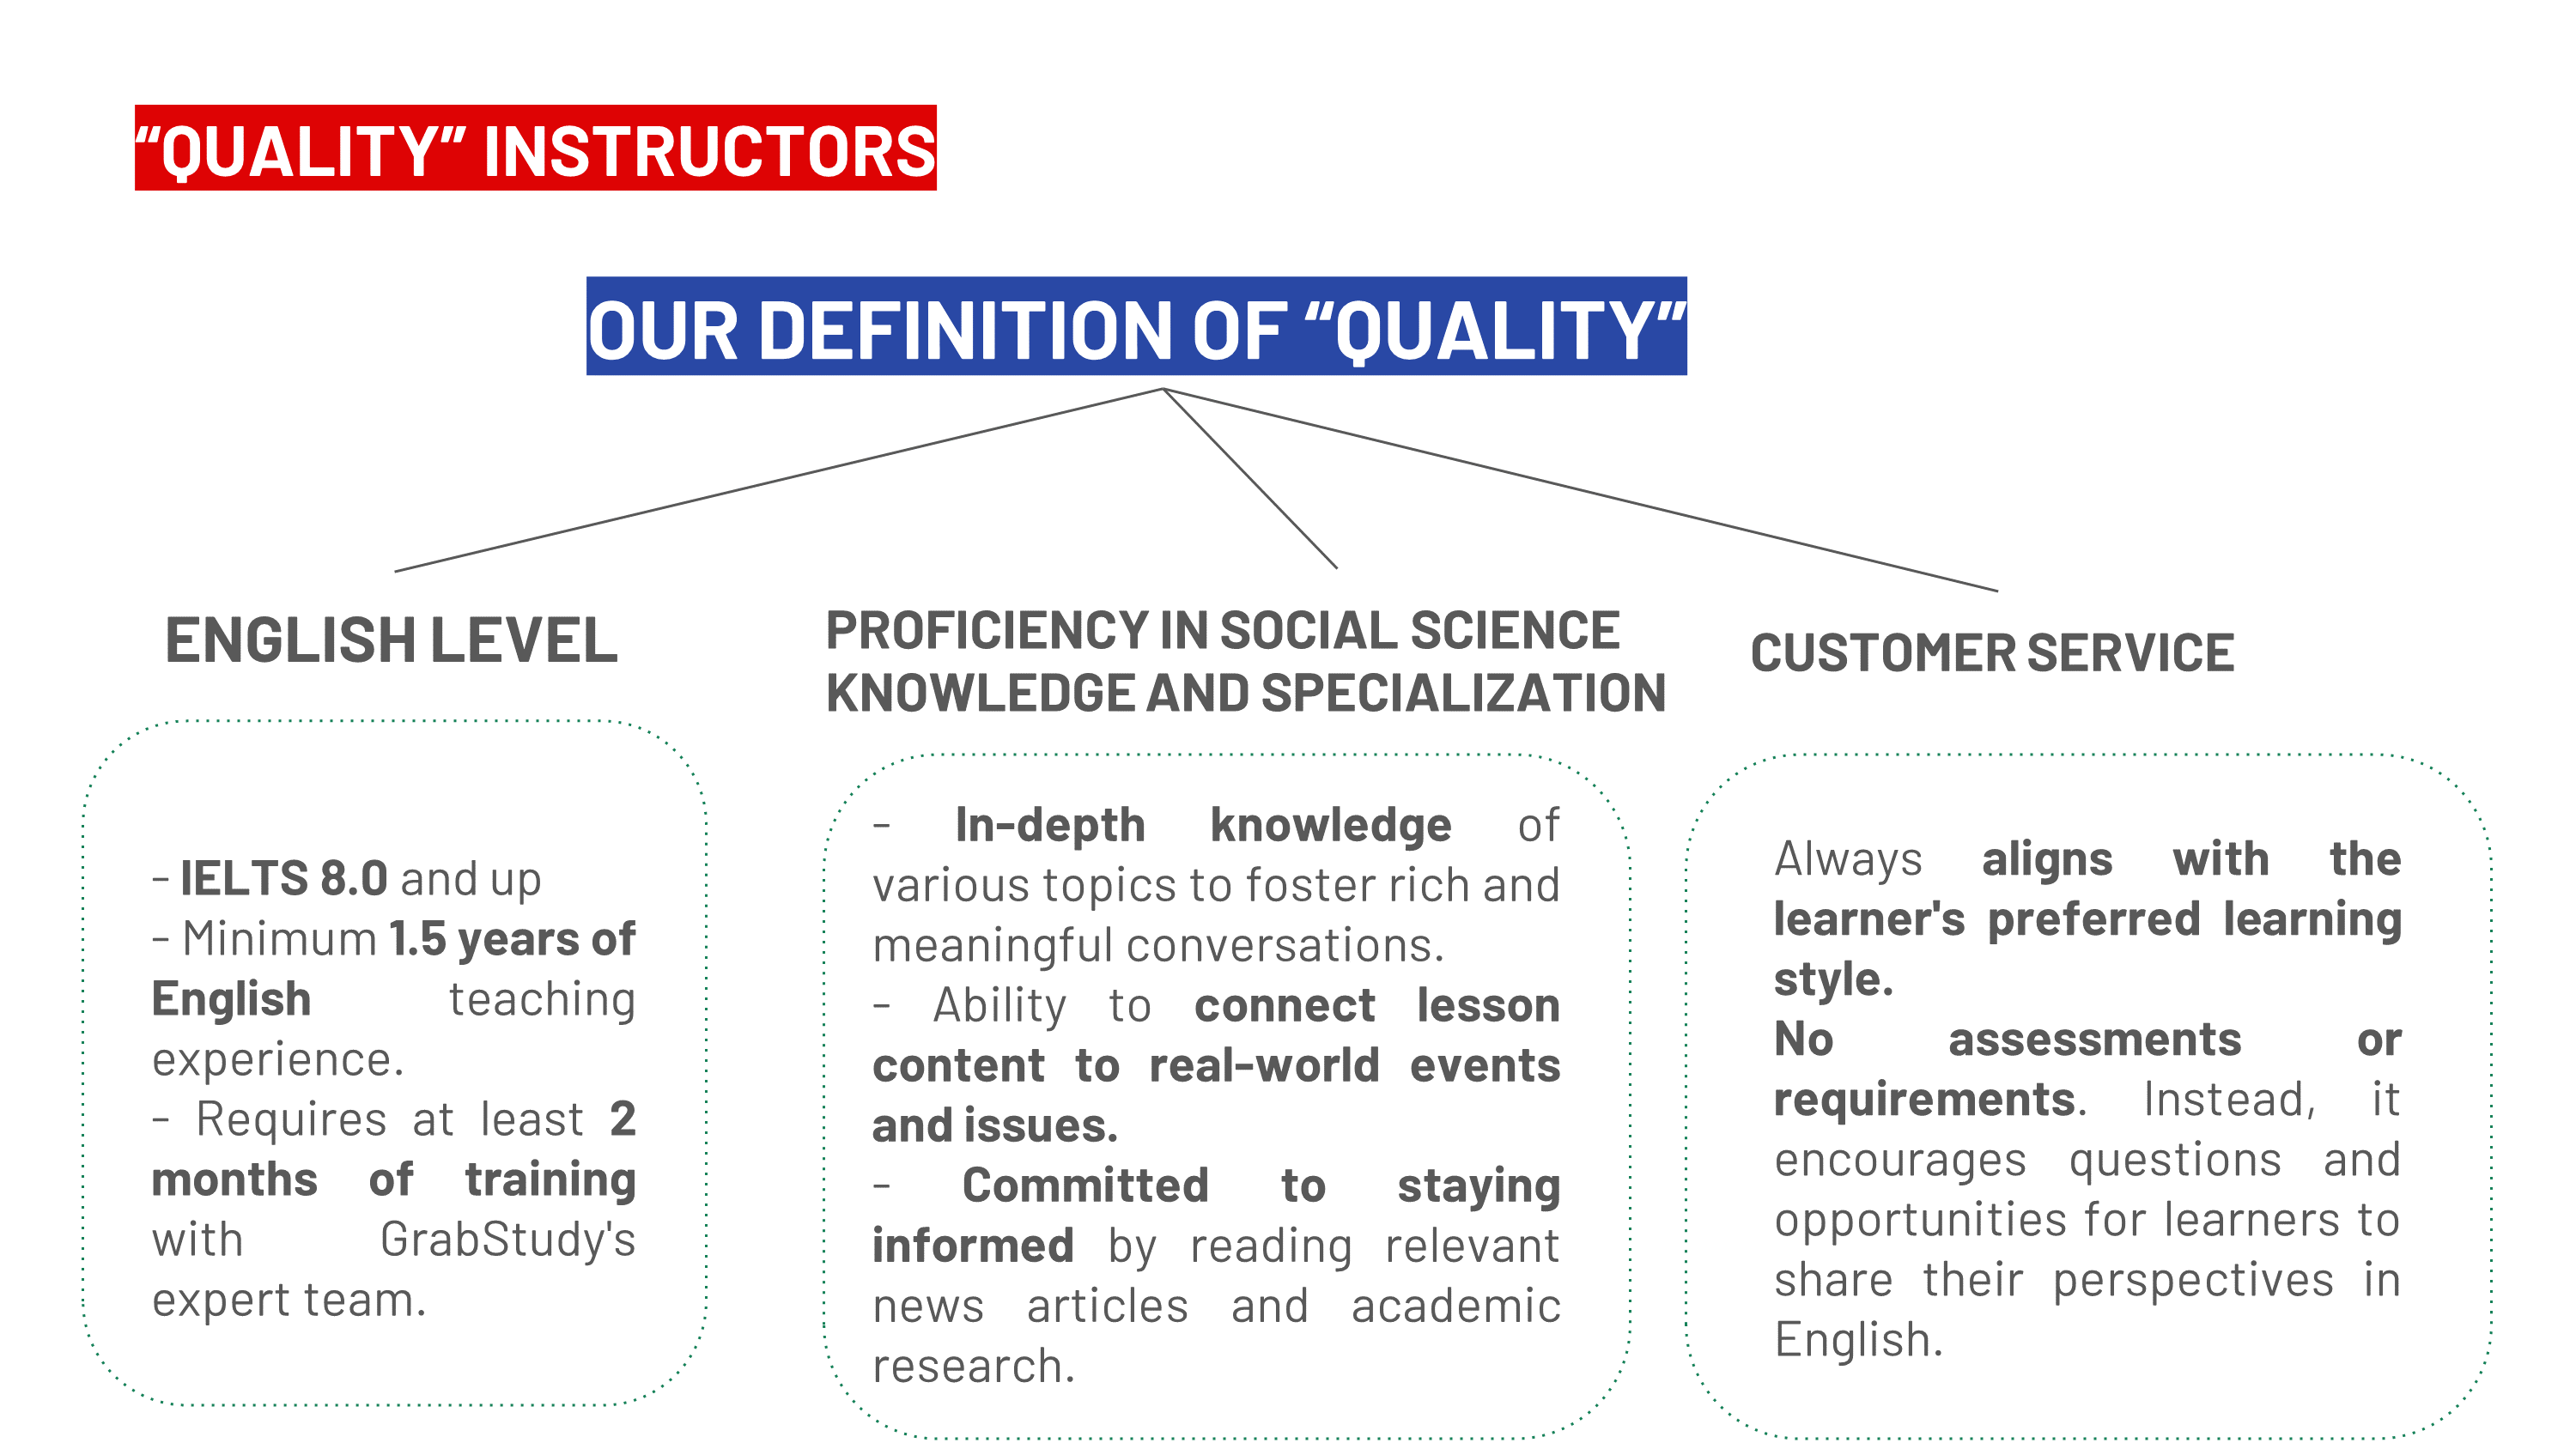 “QUALITY” INSTRUCTORS
OUR DEFINITION OF “QUALITY”
ENGLISH LEVEL
- IELTS 8.0 and up
- Minimum 1.5 years of
English teaching
experience.
- Requires at least 2
months of training
with GrabStudy's
expert team.
PROFICIENCY IN SOCIAL SCIENCE
KNOWLEDGE AND SPECIALIZATION
- In-depth knowledge of
various topics to foster rich and
meaningful conversations.
- Ability to connect lesson
content to real-world events
and issues.
- Committed to staying
informed by reading relevant
news articles and academic
research.
CUSTOMER SERVICE
Always aligns with the
learner's preferred learning
style.
No assessments or
requirements. Instead, it
encourages questions and
opportunities for learners to
share their perspectives in
English.